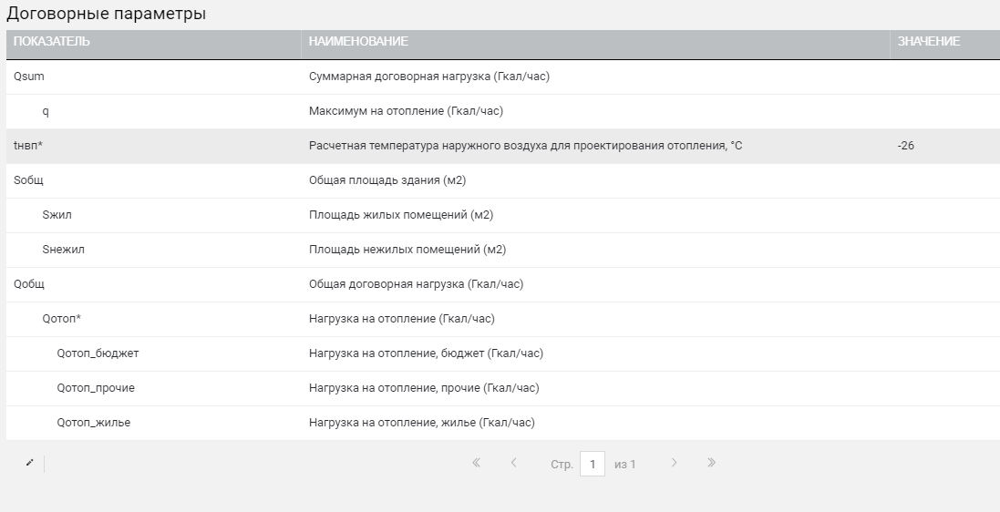 Договорные параметры
ПОКАЗАТЕЛЬ НАИМЕНОВАНИЕ ЗНАЧЕНИЕ
Qsum Суммарная договорная нагрузка (Гкал/час)
q Максимум на отопление (Гкал/час)
tнвп* Расчетная температура наружного воздуха для проектирования отопления, °C -26
Sобщ Общая площадь здания (м2)
Sжил Площадь жилых помещений (м2)
Sнежил Площадь нежилых помещений (м2)
Qобщ Общая договорная нагрузка (Гкал/час)
Qотоп* Нагрузка на отопление (Гкал/час)
Qотоп_бюджет Нагрузка на отопление, бюджет (Гкал/час)
Qотоп_прочие Нагрузка на отопление, прочие (Гкал/час)
Qотоп_жилье Нагрузка на отопление, жилье (Гкал/час)
Стр. 1 из 1